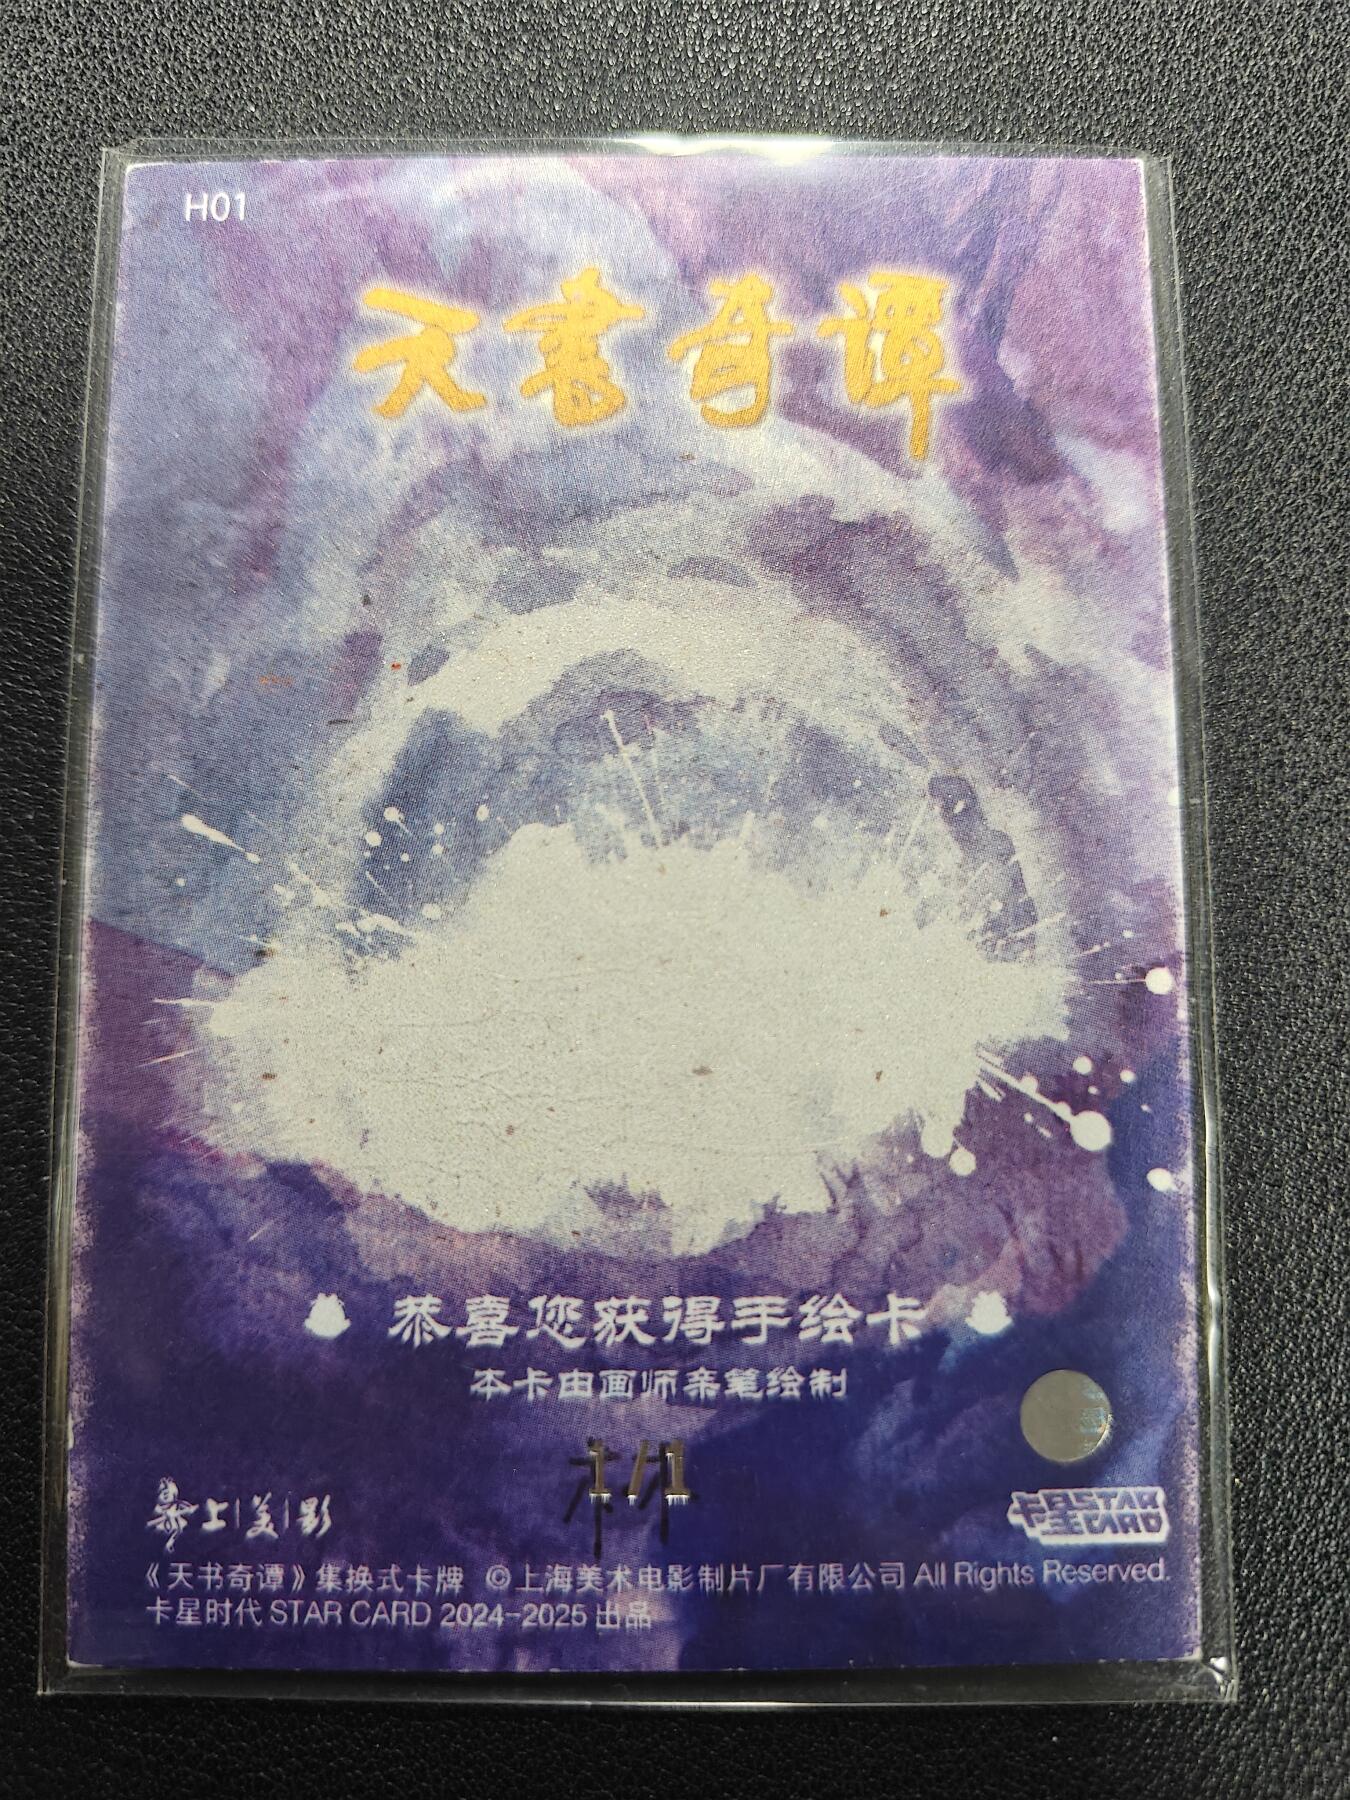 H01
天書奇谭
恭喜您获得手绘卡
本卡由画师亲笔绘制
1/1
上美影
卡星 STAR
CARD
《天书奇谭》集换式卡牌 ©上海美术电影制片厂有限公司 All Rights Reserved.
卡星时代 STAR CARD 2024-2025 出品